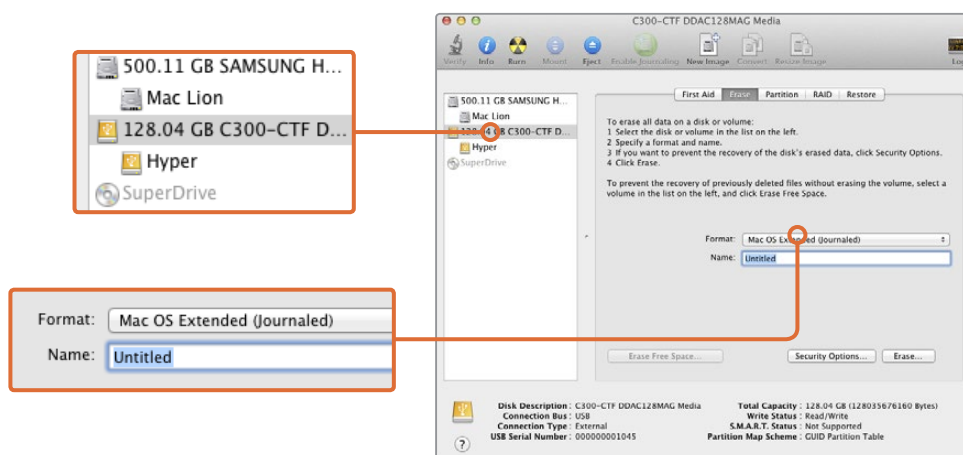 500.11 GB SAMSUNG H...
Mac Lion
128.04 GB C300-CTF D...
Hyper
SuperDrive
Format: Mac OS Extended (Journaled)
Name: Untitled
C300-CTF DDAC128MAG Media
Verify Info Burn Mount Eject Enable Journaling New Image Convert Resize Image
500.11 GB SAMSUNG H...
Mac Lion
GB C300-CTF D...
Hyper
SuperDrive
First Aid Erase Partition RAID Restore
To erase all data on a disk or volume:
1 Select the disk or volume in the list on the left.
2 Specify a format and name.
3 If you want to prevent the recovery of the disk's erased data, click Security Options.
4 Click Erase.
To prevent the recovery of previously deleted files without erasing the volume, select a
volume in the list on the left, and click Erase Free Space.
Format: Mac OS Extended (Journaled)
Name: Untitled
Erase Free Space... Security Options... Erase...
Disk Description : C300-CTF DDAC128MAG Media
Connection Bus : USB
Connection Type : External
USB Serial Number : 000000001045
Total Capacity : 128.04 GB (128035676160 Bytes)
Write Status : Read/Write
S.M.A.R.T. Status : Not Supported
Partition Map Scheme : GUID Partition Table
?